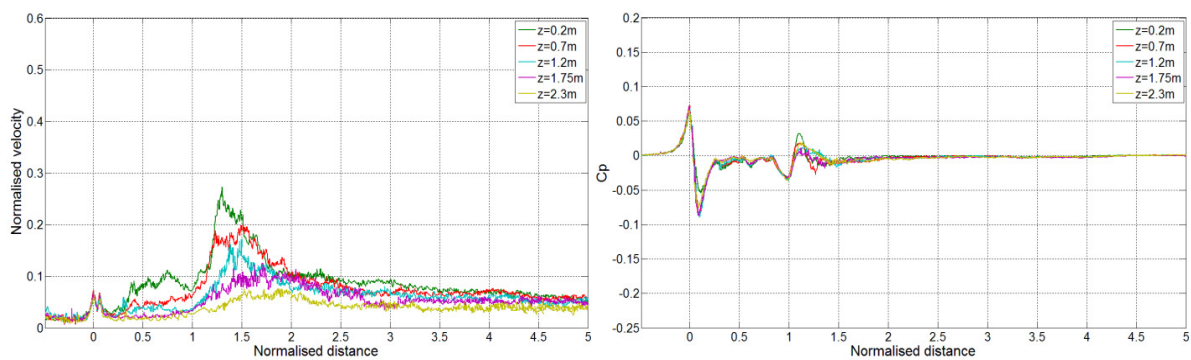 0.6
0.5
0.4
0.3
0.2
0.1
0
Normalised velocity
0 0.5 1 1.5 2 2.5 3 3.5 4 4.5 5
Normalised distance
z=0.2m
z=0.7m
z=1.2m
z=1.75m
z=2.3m
0.2
0.15
0.1
0.05
0
-0.05
-0.1
-0.15
-0.2
-0.25
Cp
0 0.5 1 1.5 2 2.5 3 3.5 4 4.5 5
Normalised distance
z=0.2m
z=0.7m
z=1.2m
z=1.75m
z=2.3m